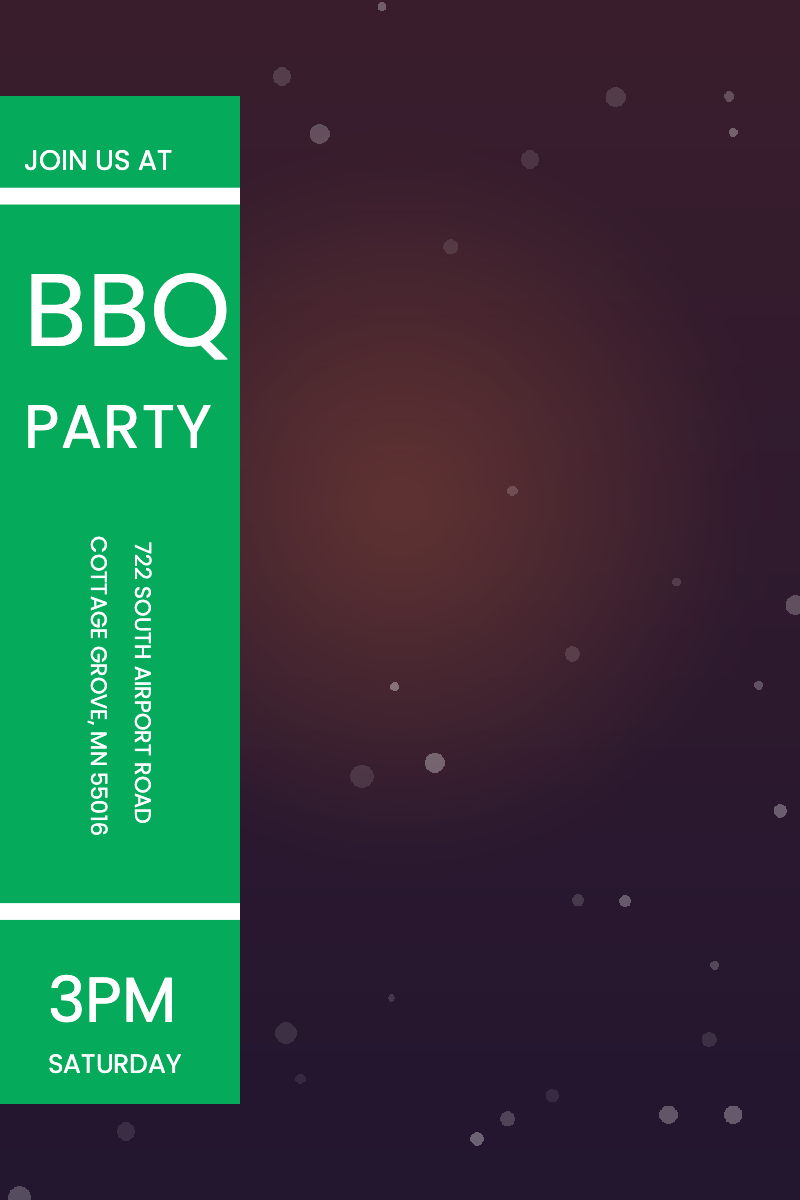 JOIN US AT
BBQ
PARTY
722 SOUTH AIRPORT ROAD
COTTAGE GROVE, MN 55016
3PM
SATURDAY